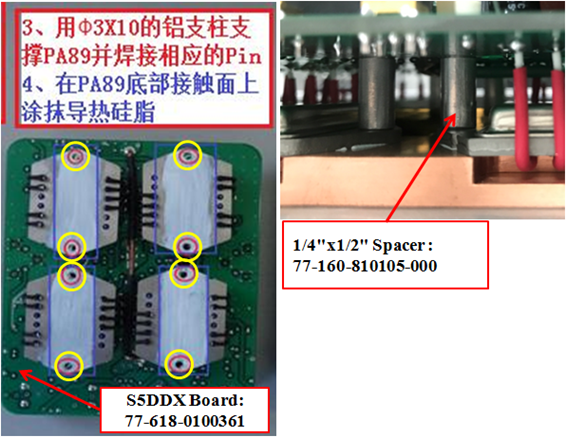 3、用Φ3X10的铝支柱支
撑PA89并焊接相应的Pin
4、在PA89底部接触面上
涂抹导热硅脂
1/4"x1/2" Spacer:
77-160-810105-000
S5DDX Board:
77-618-0100361